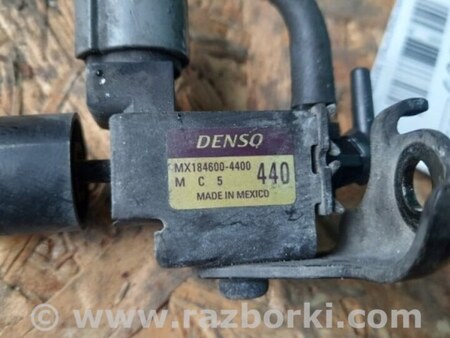 DENSO
MX184600-4400
M C 5 440
MADE IN MEXICO
© www.razborki.com